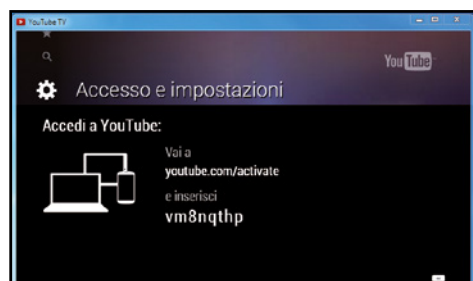 YouTube TV
YouTube
Accesso e impostazioni
Accedi a YouTube:
Vai a
youtube.com/activate
e inserisci
vm8nqthp